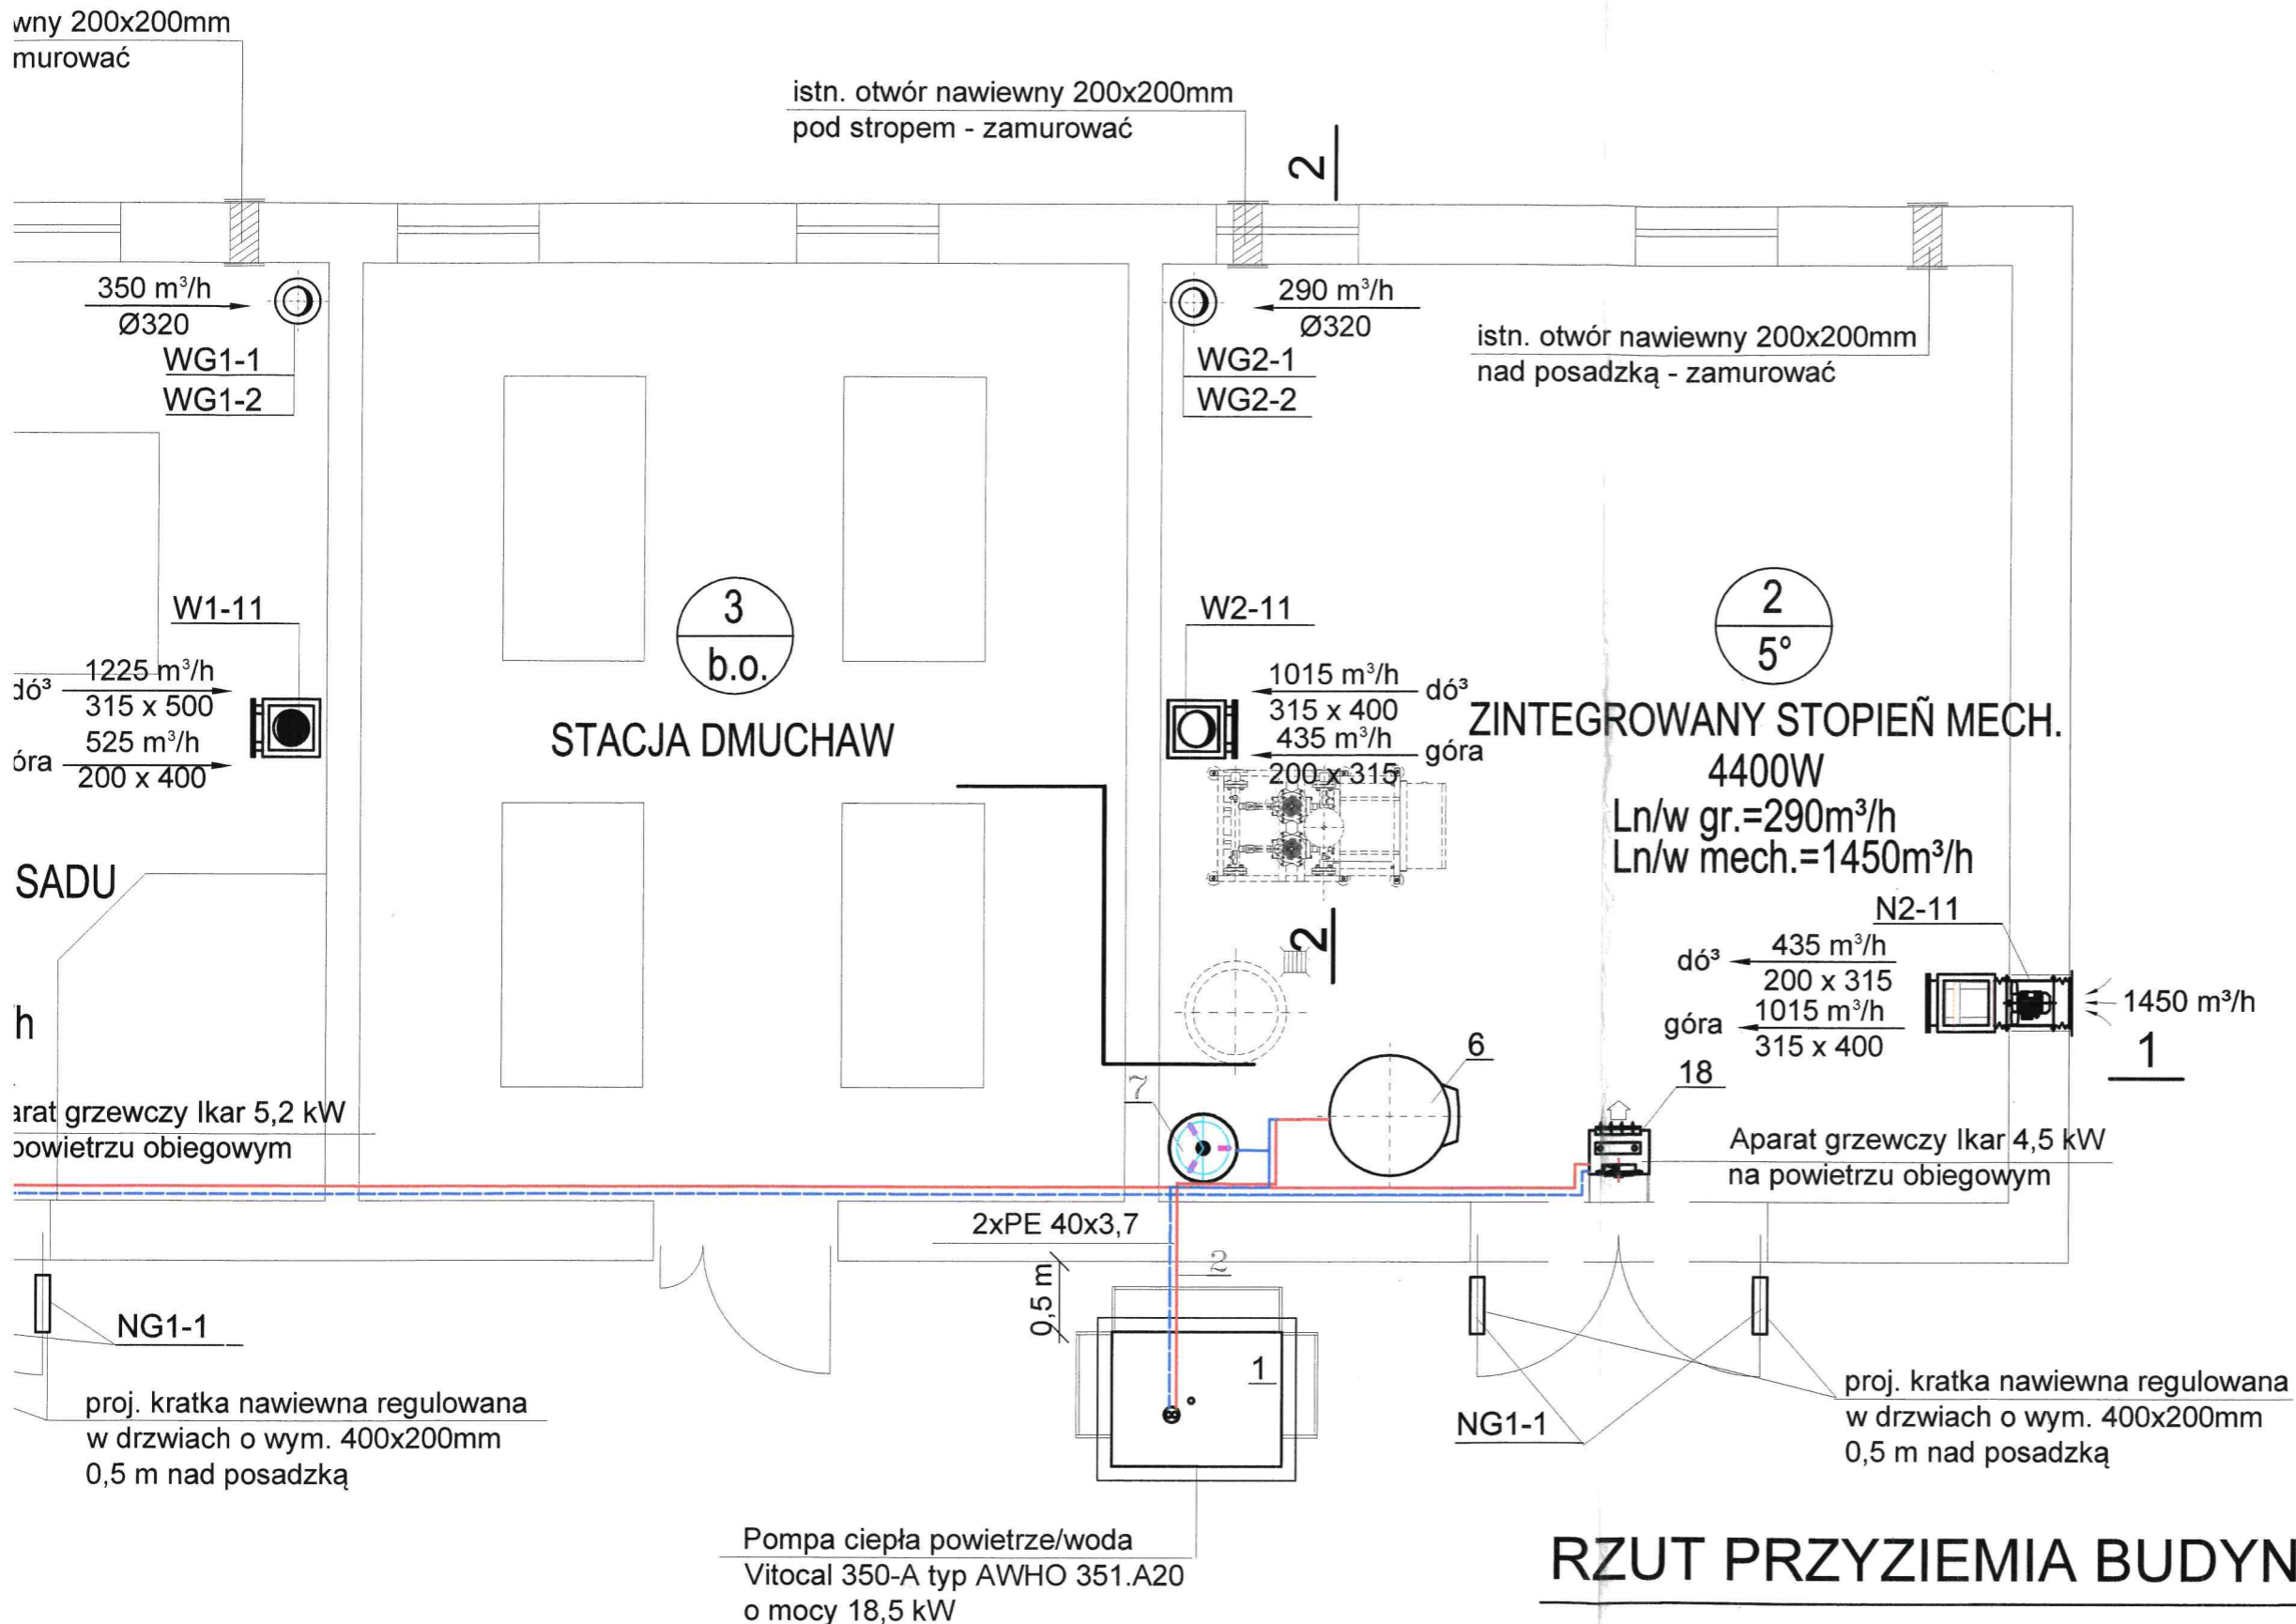 wny 200x200mm
murować
istn. otwór nawiewny 200x200mm
pod stropem - zamurować
2
350 m³/h
Ø320
WG1-1
WG1-2
290 m³/h
Ø320
WG2-1
WG2-2
istn. otwór nawiewny 200x200mm
nad posadzką - zamurować
W1-11
dó³
1225 m³/h
315 x 500
óra
525 m³/h
200 x 400
3
b.o.
STACJA DMUCHAW
W2-11
1015 m³/h
dó³
315 x 400
435 m³/h
góra
200 x 315
2
5°
ZINTEGROWANY STOPIEÑ MECH.
4400W
Ln/w gr.=290m³/h
Ln/w mech.=1450m³/h
SADU
h
2
N2-11
dó³
435 m³/h
200 x 315
góra
1015 m³/h
315 x 400
1450 m³/h
1
6
18
7
arat grzewczy Ikar 5,2 kW
powietrzu obiegowym
Aparat grzewczy Ikar 4,5 kW
na powietrzu obiegowym
2xPE 40x3,7
2
0,5 m
1
NG1-1
proj. kratka nawiewna regulowana
w drzwiach o wym. 400x200mm
0,5 m nad posadzką
NG1-1
proj. kratka nawiewna regulowana
w drzwiach o wym. 400x200mm
0,5 m nad posadzką
Pompa ciepła powietrze/woda
Vitocal 350-A typ AWHO 351.A20
o mocy 18,5 kW
RZUT PRZYZIEMIA BUDYN